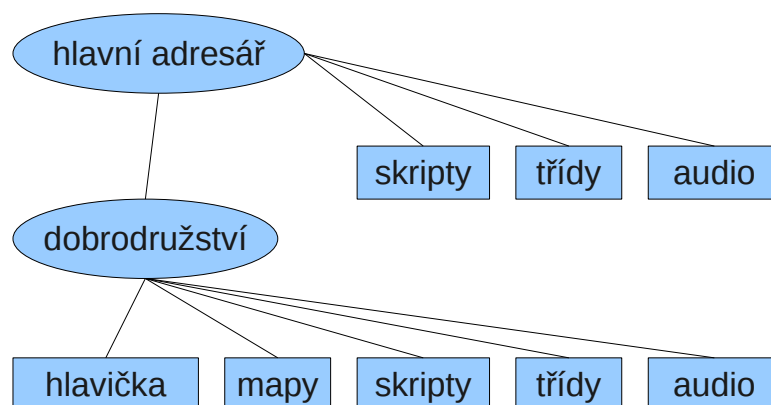 hlavní adresář
skripty
třídy
audio
dobrodružství
hlavička
mapy
skripty
třídy
audio